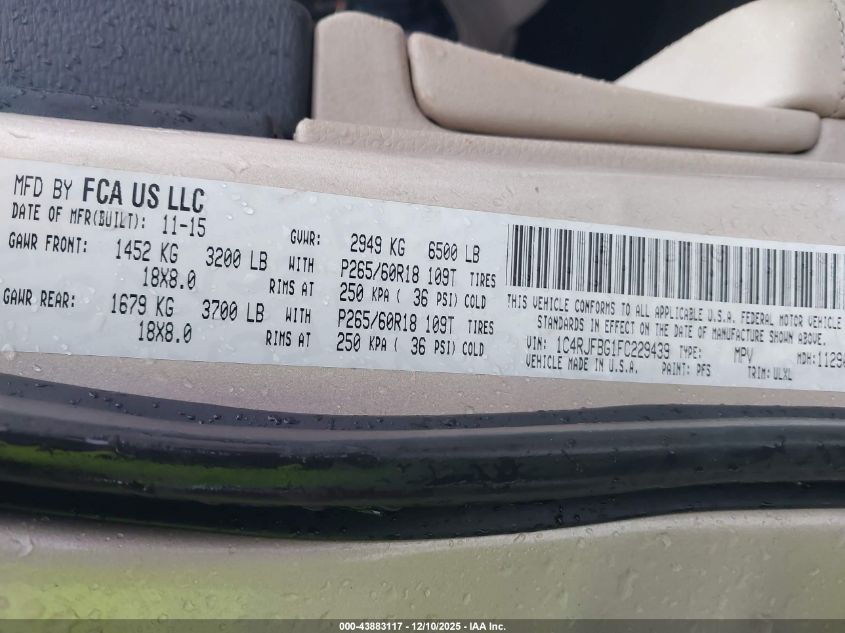 MFD BY FCA US LLC
DATE OF MFR(BUILT): 11-15
GVWR: 2949 KG 6500 LB
GAWR FRONT: 1452 KG 3200 LB WITH P265/60R18 109T TIRES
18X8.0 RIMS AT 250 KPA ( 36 PSI) COLD
GAWR REAR: 1679 KG 3700 LB WITH P265/60R18 109T TIRES
18X8.0 RIMS AT 250 KPA ( 36 PSI) COLD
THIS VEHICLE CONFORMS TO ALL APPLICABLE U.S.A. FEDERAL MOTOR VEHICLE
STANDARDS IN EFFECT ON THE DATE OF MANUFACTURE SHOWN ABOVE.
VIN: 1C4RJFBG1FC229439 TYPE: MPV MDH:1129
VEHICLE MADE IN U.S.A. PAINT: PFS TRIM: ULXL
000-43883117 - 12/10/2025 - IAA Inc.